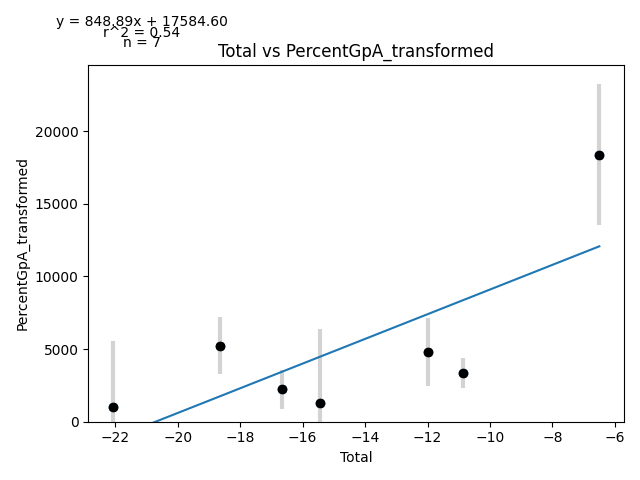 y = 848.89x + 17584.60
r^2 = 0.54
n = 7
Total vs PercentGpA_transformed
PercentGpA_transformed
20000
15000
10000
5000
0
−22 −20 −18 −16 −14 −12 −10 −8 −6
Total